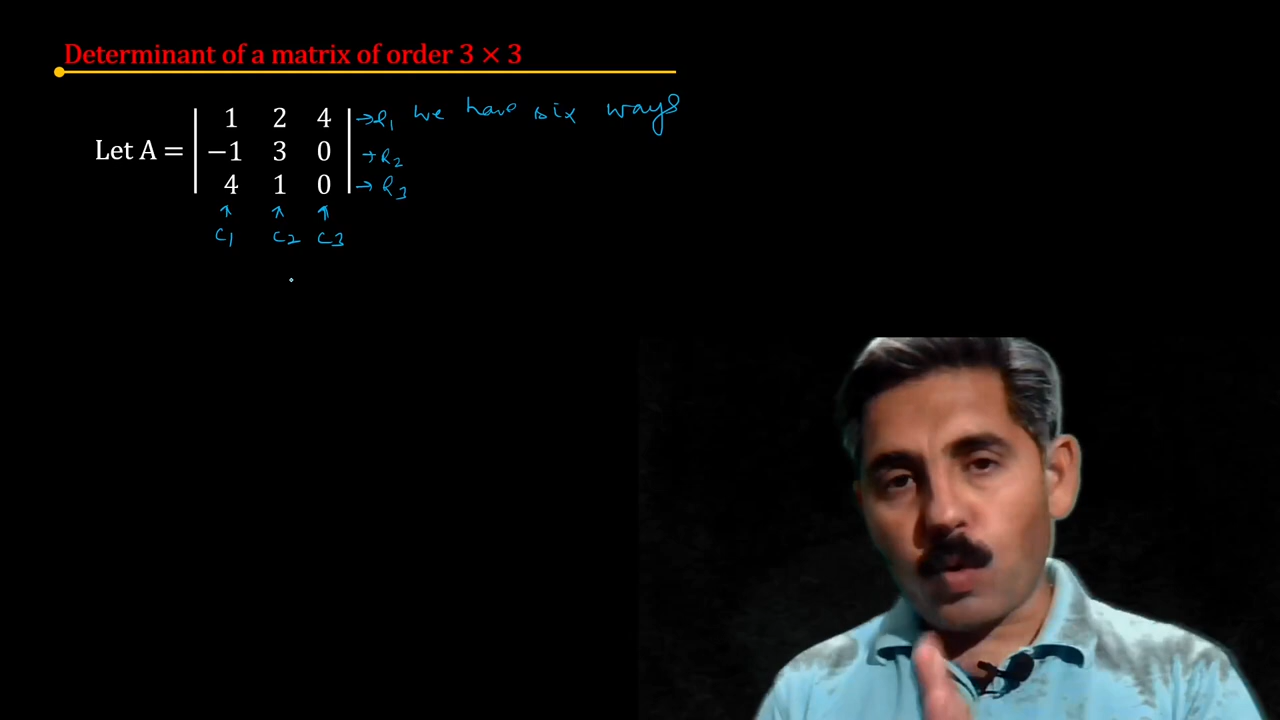 Determinant of a matrix of order 3 × 3
1 2 4 → R1 we have six ways
Let A = −1 3 0 → R2
4 1 0 → R3
↑ ↑ ↑
C1 C2 C3